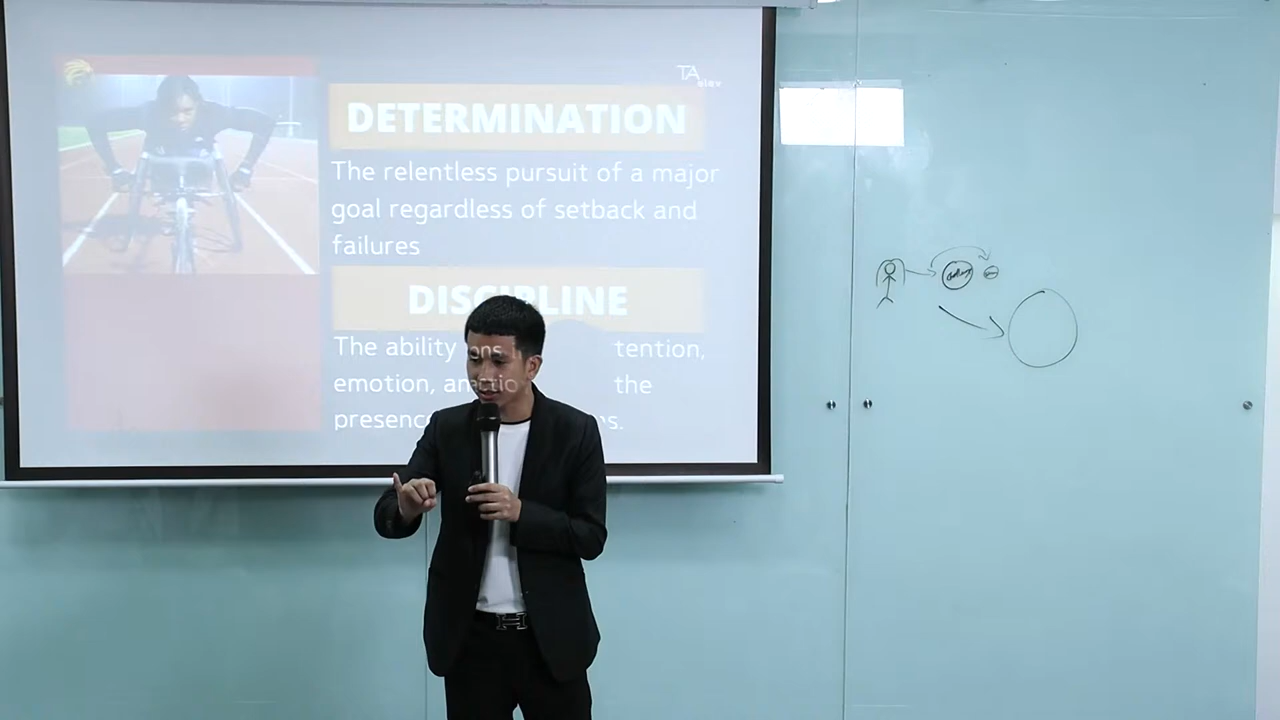 TA
elev
DETERMINATION
The relentless pursuit of a major
goal regardless of setback and
failures
DISCIPLINE
The ability tention,
emotion, the
presence